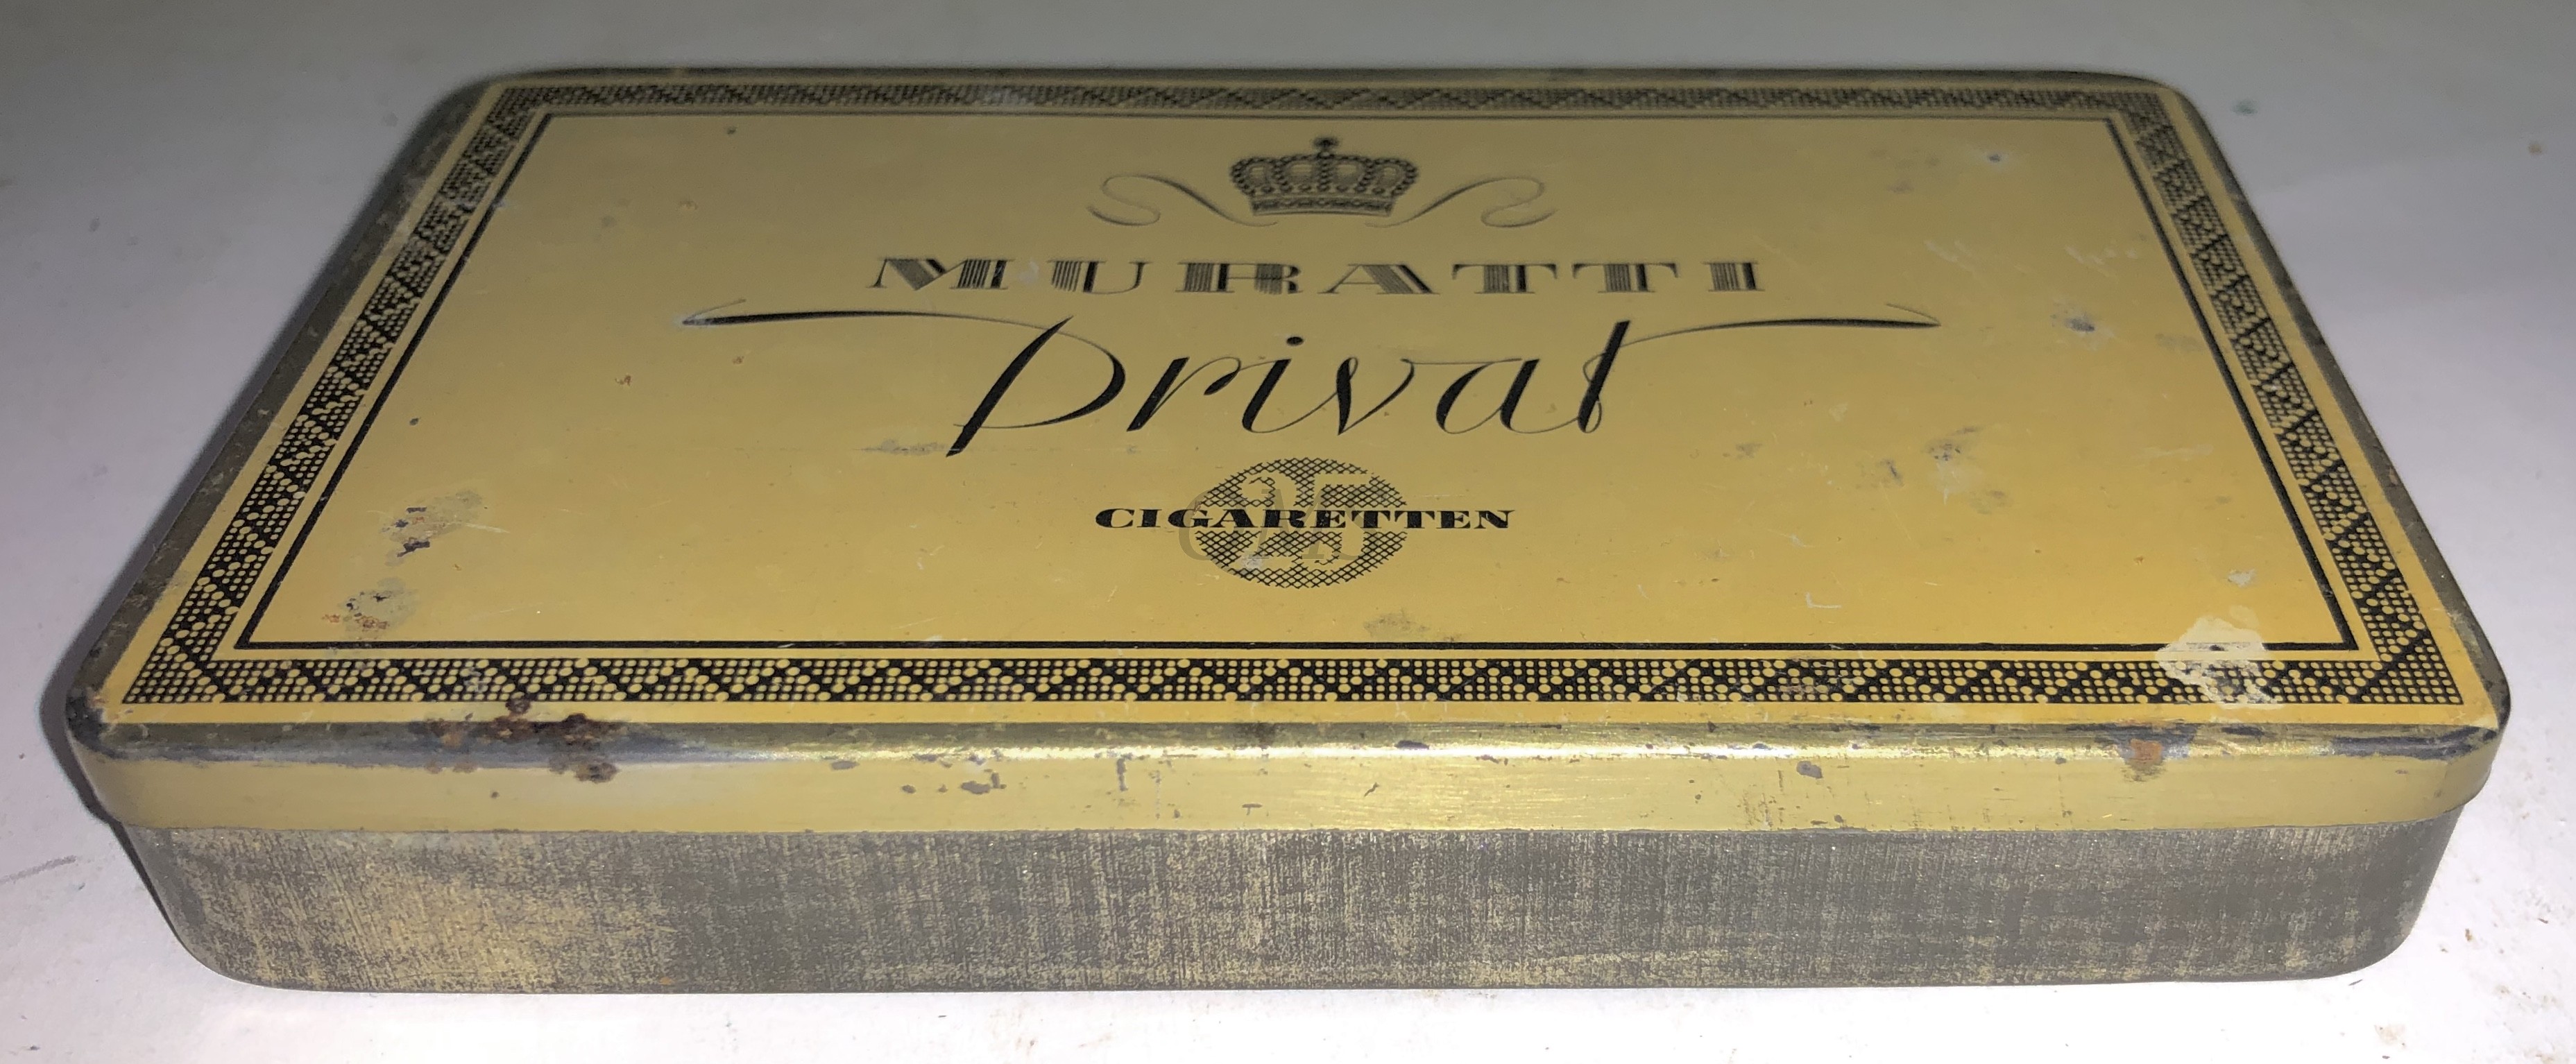 MURATTI
Privat
25
CIGARETTEN